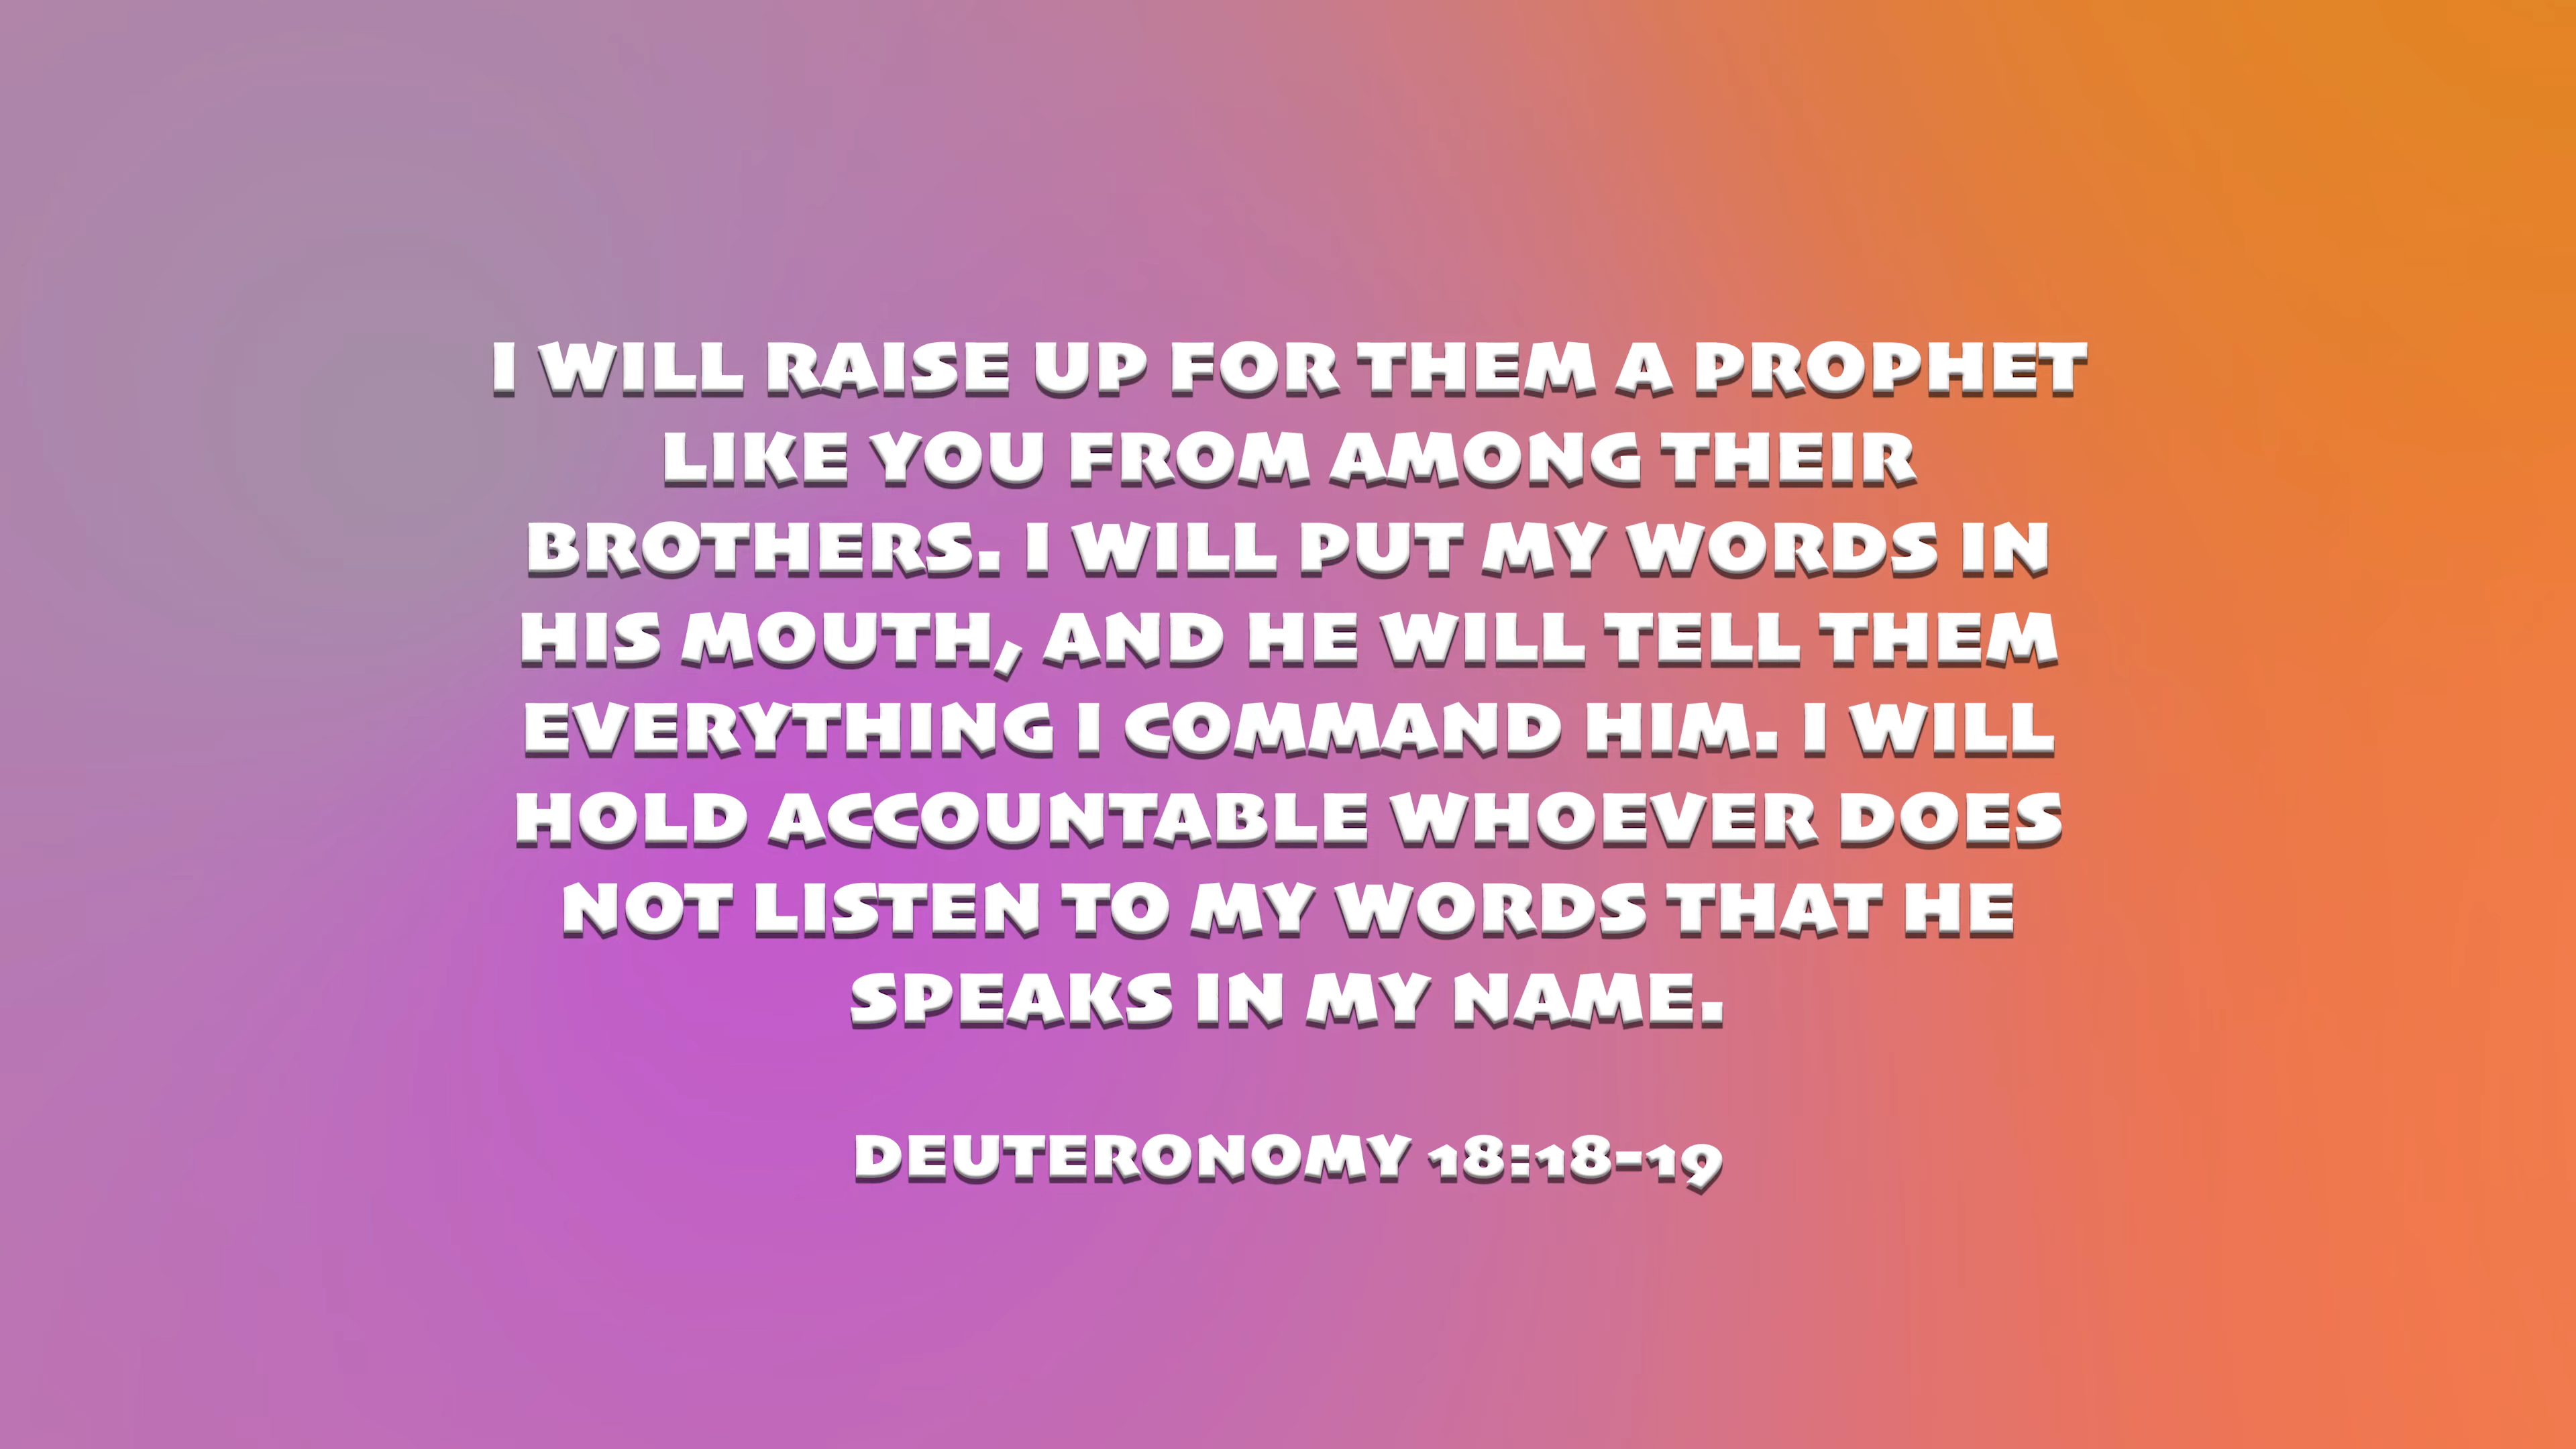 I WILL RAISE UP FOR THEM A PROPHET
LIKE YOU FROM AMONG THEIR
BROTHERS. I WILL PUT MY WORDS IN
HIS MOUTH, AND HE WILL TELL THEM
EVERYTHING I COMMAND HIM. I WILL
HOLD ACCOUNTABLE WHOEVER DOES
NOT LISTEN TO MY WORDS THAT HE
SPEAKS IN MY NAME.
DEUTERONOMY 18:18-19